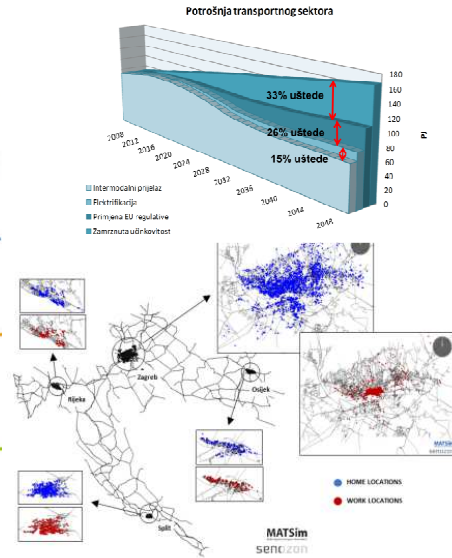 Potrošnja transportnog sektora
180
160
140
120
100
80
60
40
20
0
PJ
33% uštede
26% uštede
15% uštede
2008
2012
2016
2020
2024
2028
2032
2036
2040
2044
2048
Intermodalni prijelaz
Elektrifikacija
Primjena EU regulative
Zamrznuta učinkovitost
Zagreb
Rijeka
Osijek
Split
MATSim
senozon
HOME LOCATIONS
WORK LOCATIONS
MATSim
senozon